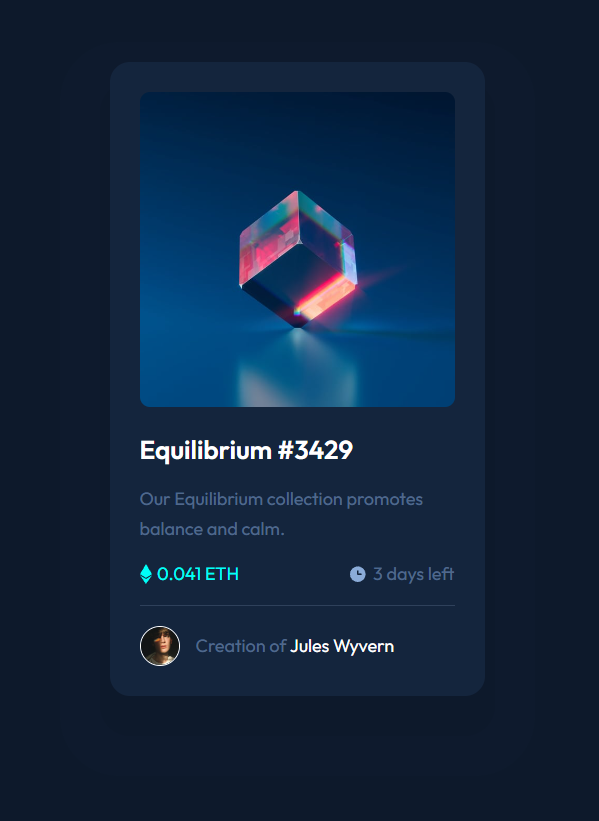 Equilibrium #3429
Our Equilibrium collection promotes
balance and calm.
0.041 ETH
3 days left
Creation of Jules Wyvern